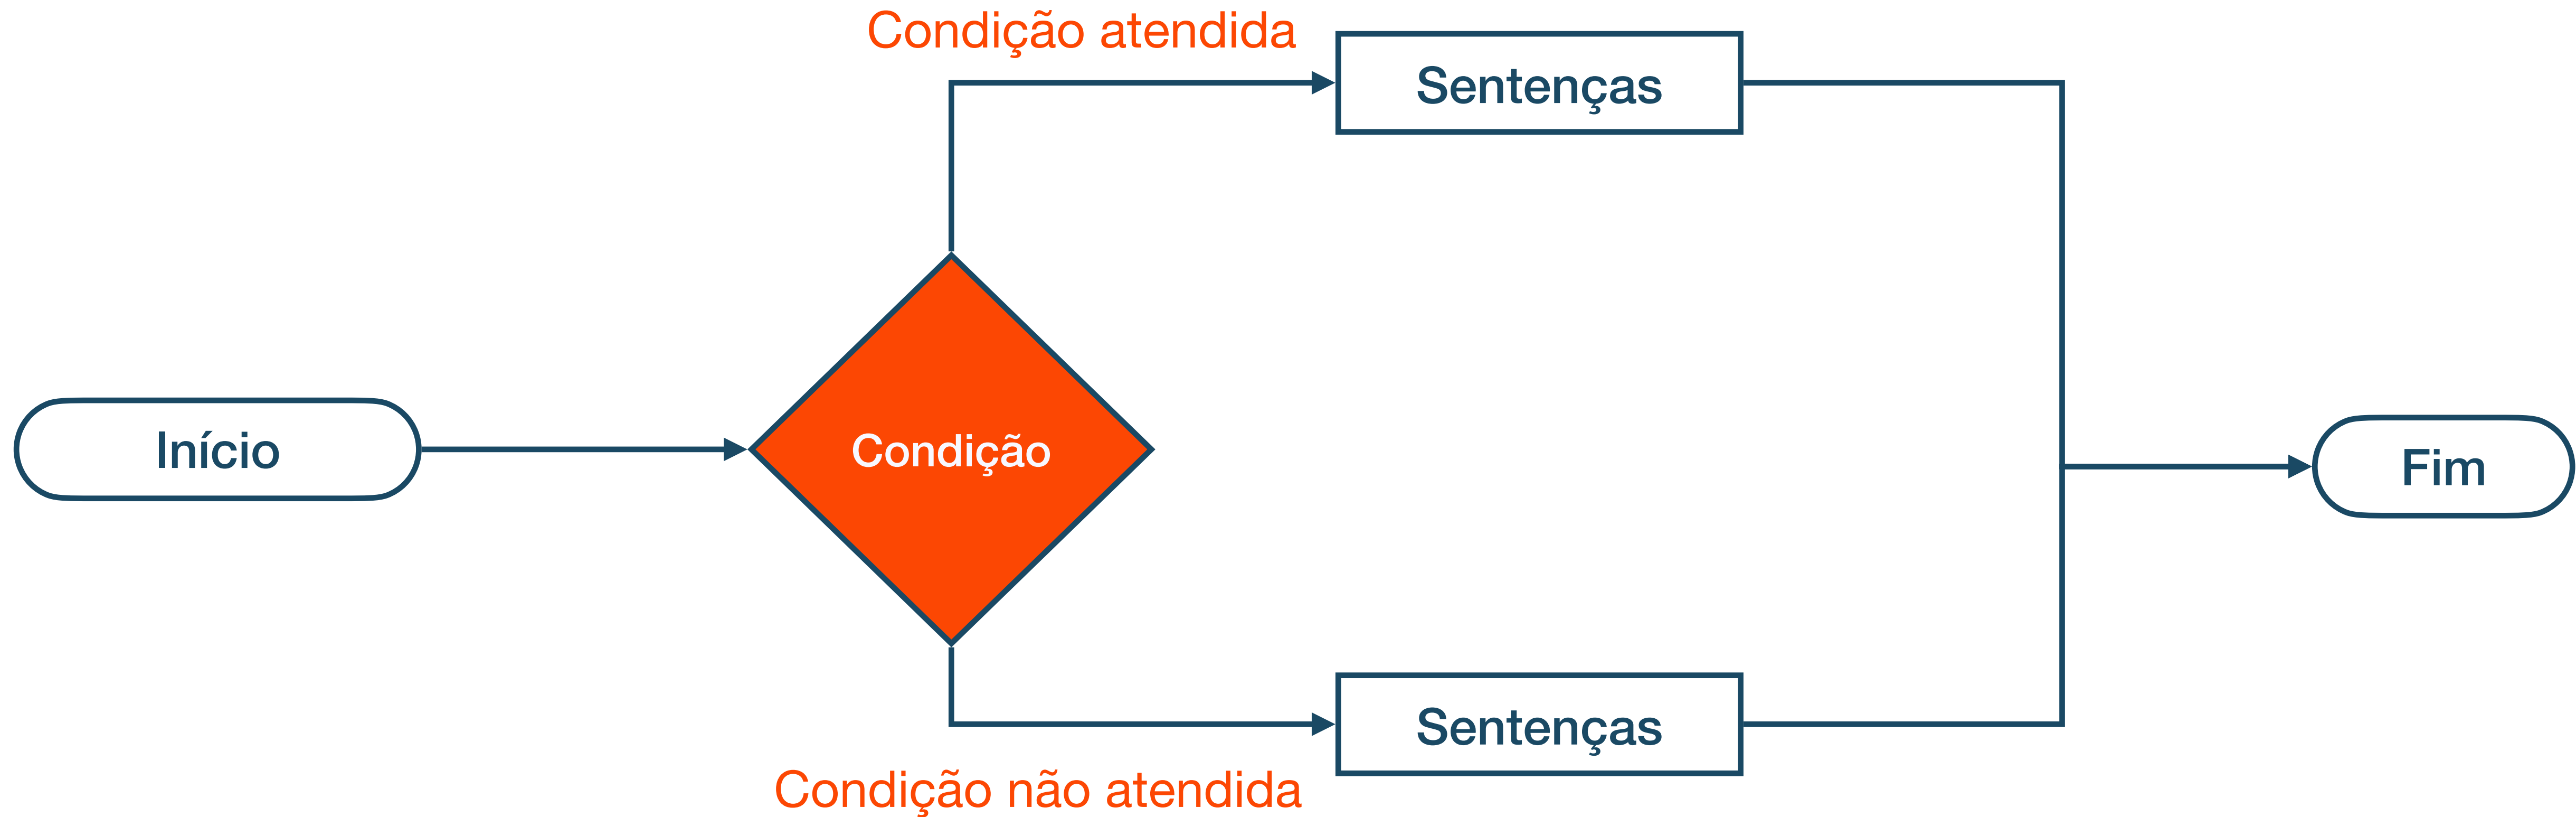 Condição atendida
Sentenças
Início
Condição
Fim
Sentenças
Condição não atendida